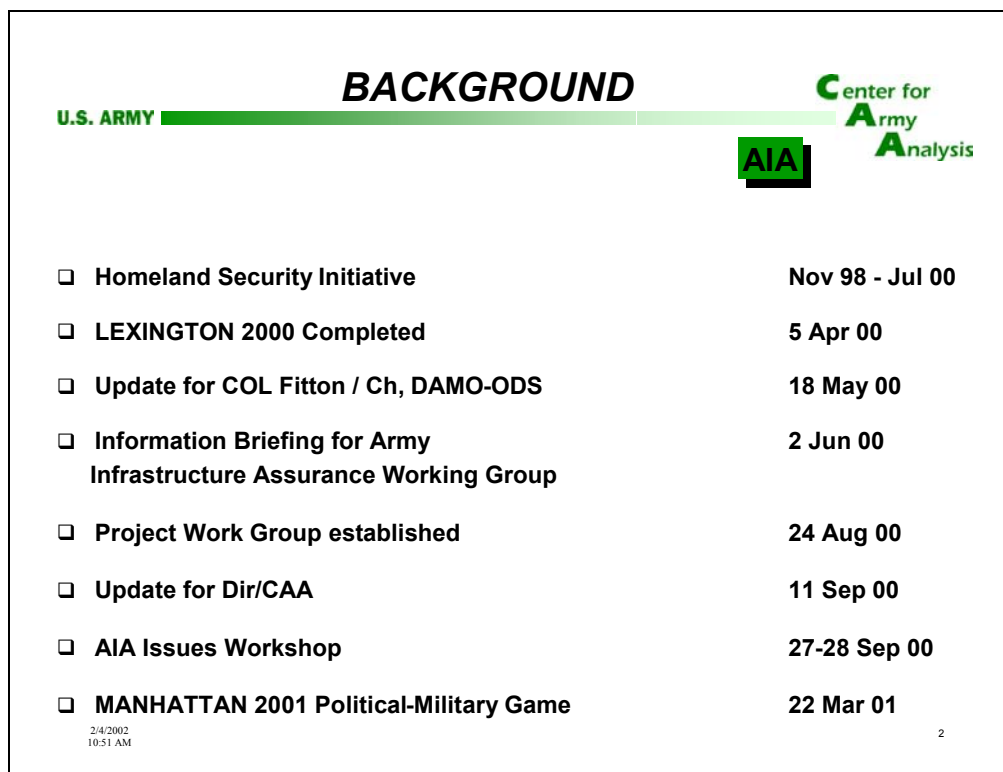 BACKGROUND
U.S. ARMY
Center for
Army
Analysis
AIA
❑ Homeland Security Initiative Nov 98 - Jul 00
❑ LEXINGTON 2000 Completed 5 Apr 00
❑ Update for COL Fitton / Ch, DAMO-ODS 18 May 00
❑ Information Briefing for Army 2 Jun 00
Infrastructure Assurance Working Group
❑ Project Work Group established 24 Aug 00
❑ Update for Dir/CAA 11 Sep 00
❑ AIA Issues Workshop 27-28 Sep 00
❑ MANHATTAN 2001 Political-Military Game 22 Mar 01
2/4/2002
10:51 AM
2